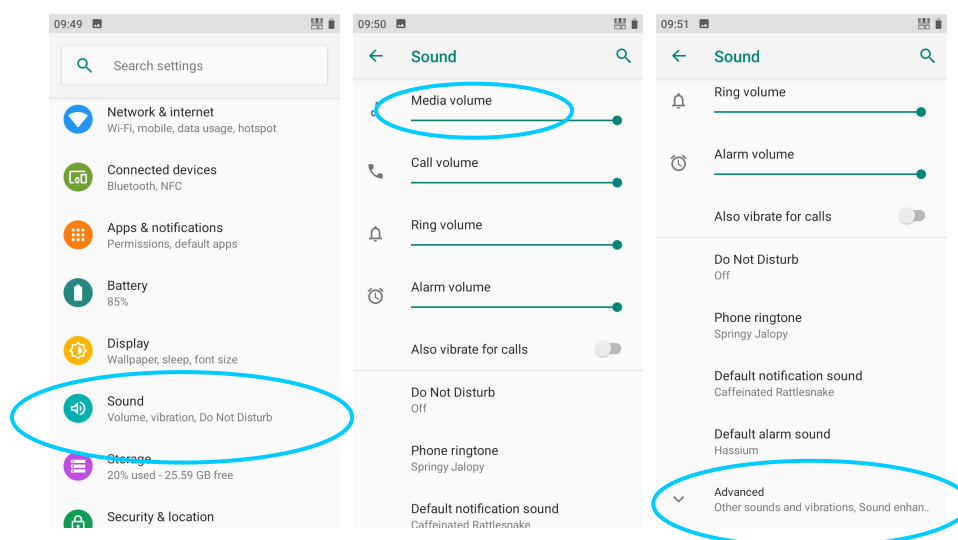 09:49
Search settings
Network & internet
Wi-Fi, mobile, data usage, hotspot
Connected devices
Bluetooth, NFC
Apps & notifications
Permissions, default apps
Battery
85%
Display
Wallpaper, sleep, font size
Sound
Volume, vibration, Do Not Disturb
Storage
20% used - 25.59 GB free
Security & location
09:50
Sound
Media volume
Call volume
Ring volume
Alarm volume
Also vibrate for calls
Do Not Disturb
Off
Phone ringtone
Springy Jalopy
Default notification sound
Caffeinated Rattlesnake
09:51
Sound
Ring volume
Alarm volume
Also vibrate for calls
Do Not Disturb
Off
Phone ringtone
Springy Jalopy
Default notification sound
Caffeinated Rattlesnake
Default alarm sound
Hassium
Advanced
Other sounds and vibrations, Sound enhan..